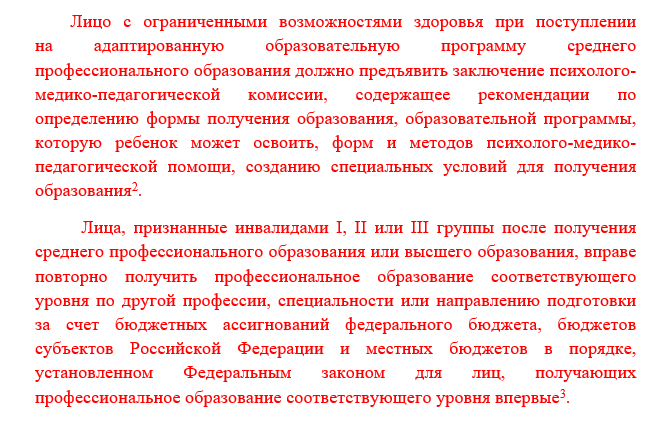 Лицо с ограниченными возможностями здоровья при поступлении
на адаптированную образовательную программу среднего
профессионального образования должно предъявить заключение психолого-
медико-педагогической комиссии, содержащее рекомендации по
определению формы получения образования, образовательной программы,
которую ребенок может освоить, форм и методов психолого-медико-
педагогической помощи, созданию специальных условий для получения
образования2.
Лица, признанные инвалидами I, II или III группы после получения
среднего профессионального образования или высшего образования, вправе
повторно получить профессиональное образование соответствующего
уровня по другой профессии, специальности или направлению подготовки
за счет бюджетных ассигнований федерального бюджета, бюджетов
субъектов Российской Федерации и местных бюджетов в порядке,
установленном Федеральным законом для лиц, получающих
профессиональное образование соответствующего уровня впервые3.